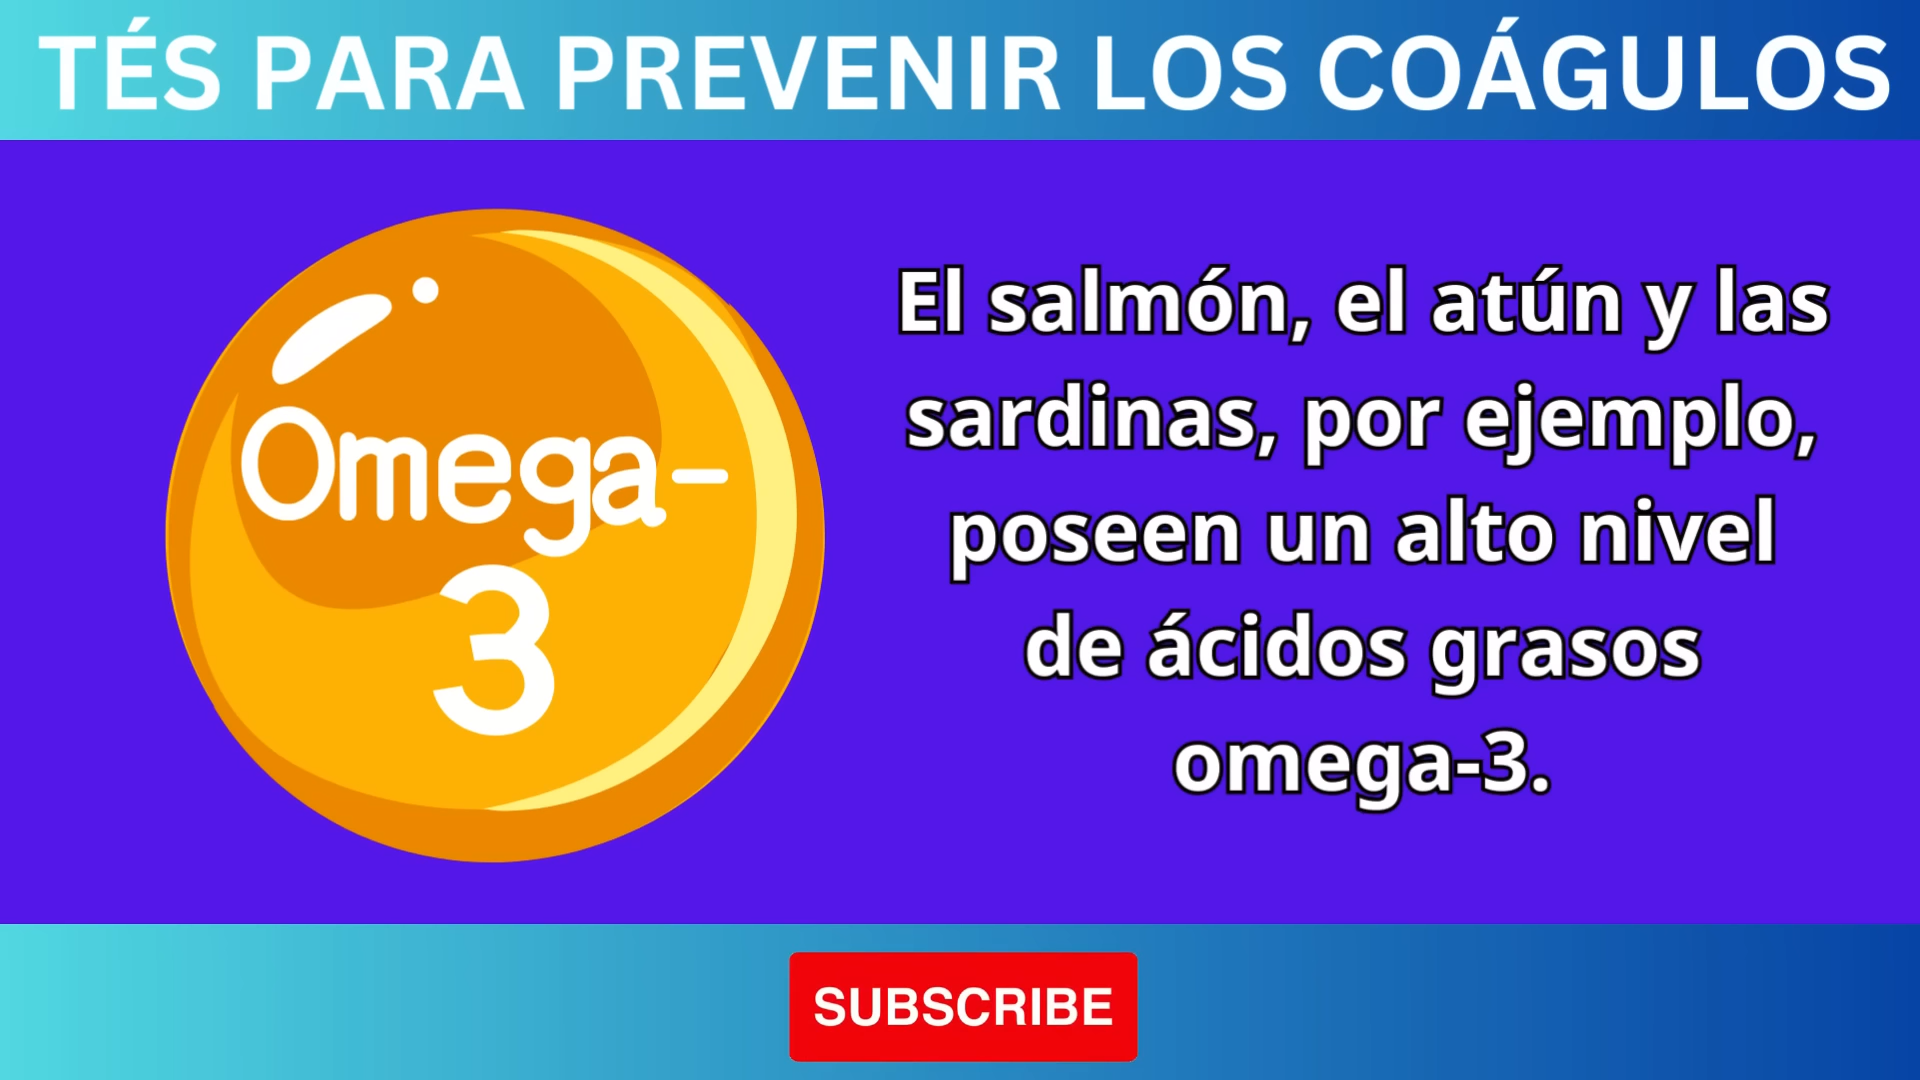 TÉS PARA PREVENIR LOS COÁGULOS
Omega-
3
El salmón, el atún y las
sardinas, por ejemplo,
poseen un alto nivel
de ácidos grasos
omega-3.
SUBSCRIBE